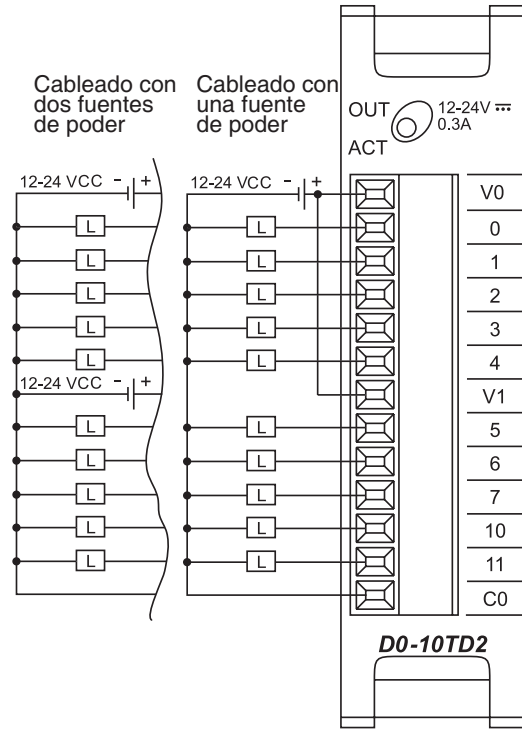 Cableado con
dos fuentes
de poder
Cableado con
una fuente
de poder
OUT
ACT
12-24V ⎓
0.3A
12-24 VCC - +
L
L
L
L
L
12-24 VCC - +
L
L
L
L
L
12-24 VCC - +
L
L
L
L
L
L
L
L
L
L
V0
0
1
2
3
4
V1
5
6
7
10
11
C0
D0-10TD2